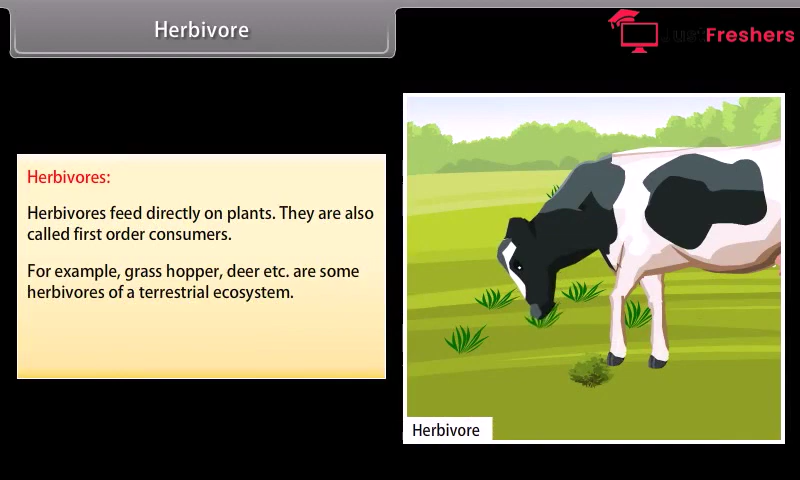 Herbivore
Just Freshers
Herbivores:
Herbivores feed directly on plants. They are also
called first order consumers.
For example, grass hopper, deer etc. are some
herbivores of a terrestrial ecosystem.
Herbivore